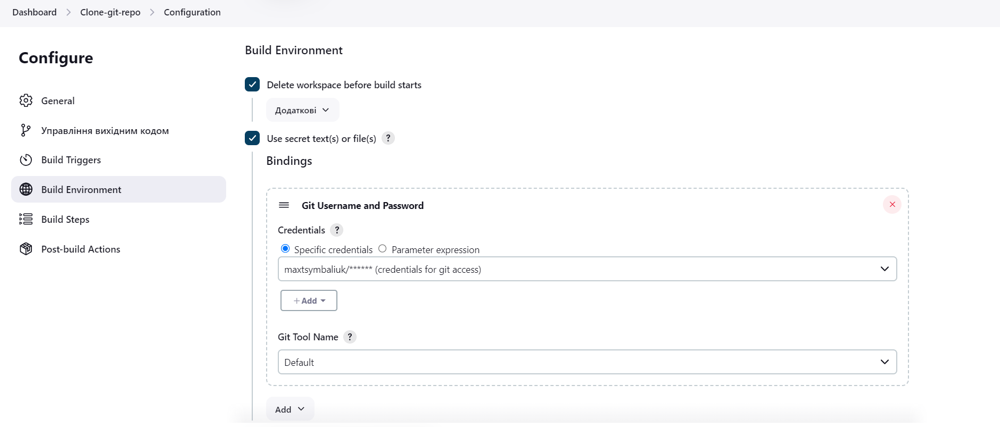 Dashboard > Clone-git-repo > Configuration
Configure
General
Управління вихідним кодом
Build Triggers
Build Environment
Build Steps
Post-build Actions
Build Environment
Delete workspace before build starts
Додаткові
Use secret text(s) or file(s) ?
Bindings
Git Username and Password
Credentials ?
Specific credentials Parameter expression
maxtsymbaliuk/****** (credentials for git access)
+ Add
Git Tool Name ?
Default
Add